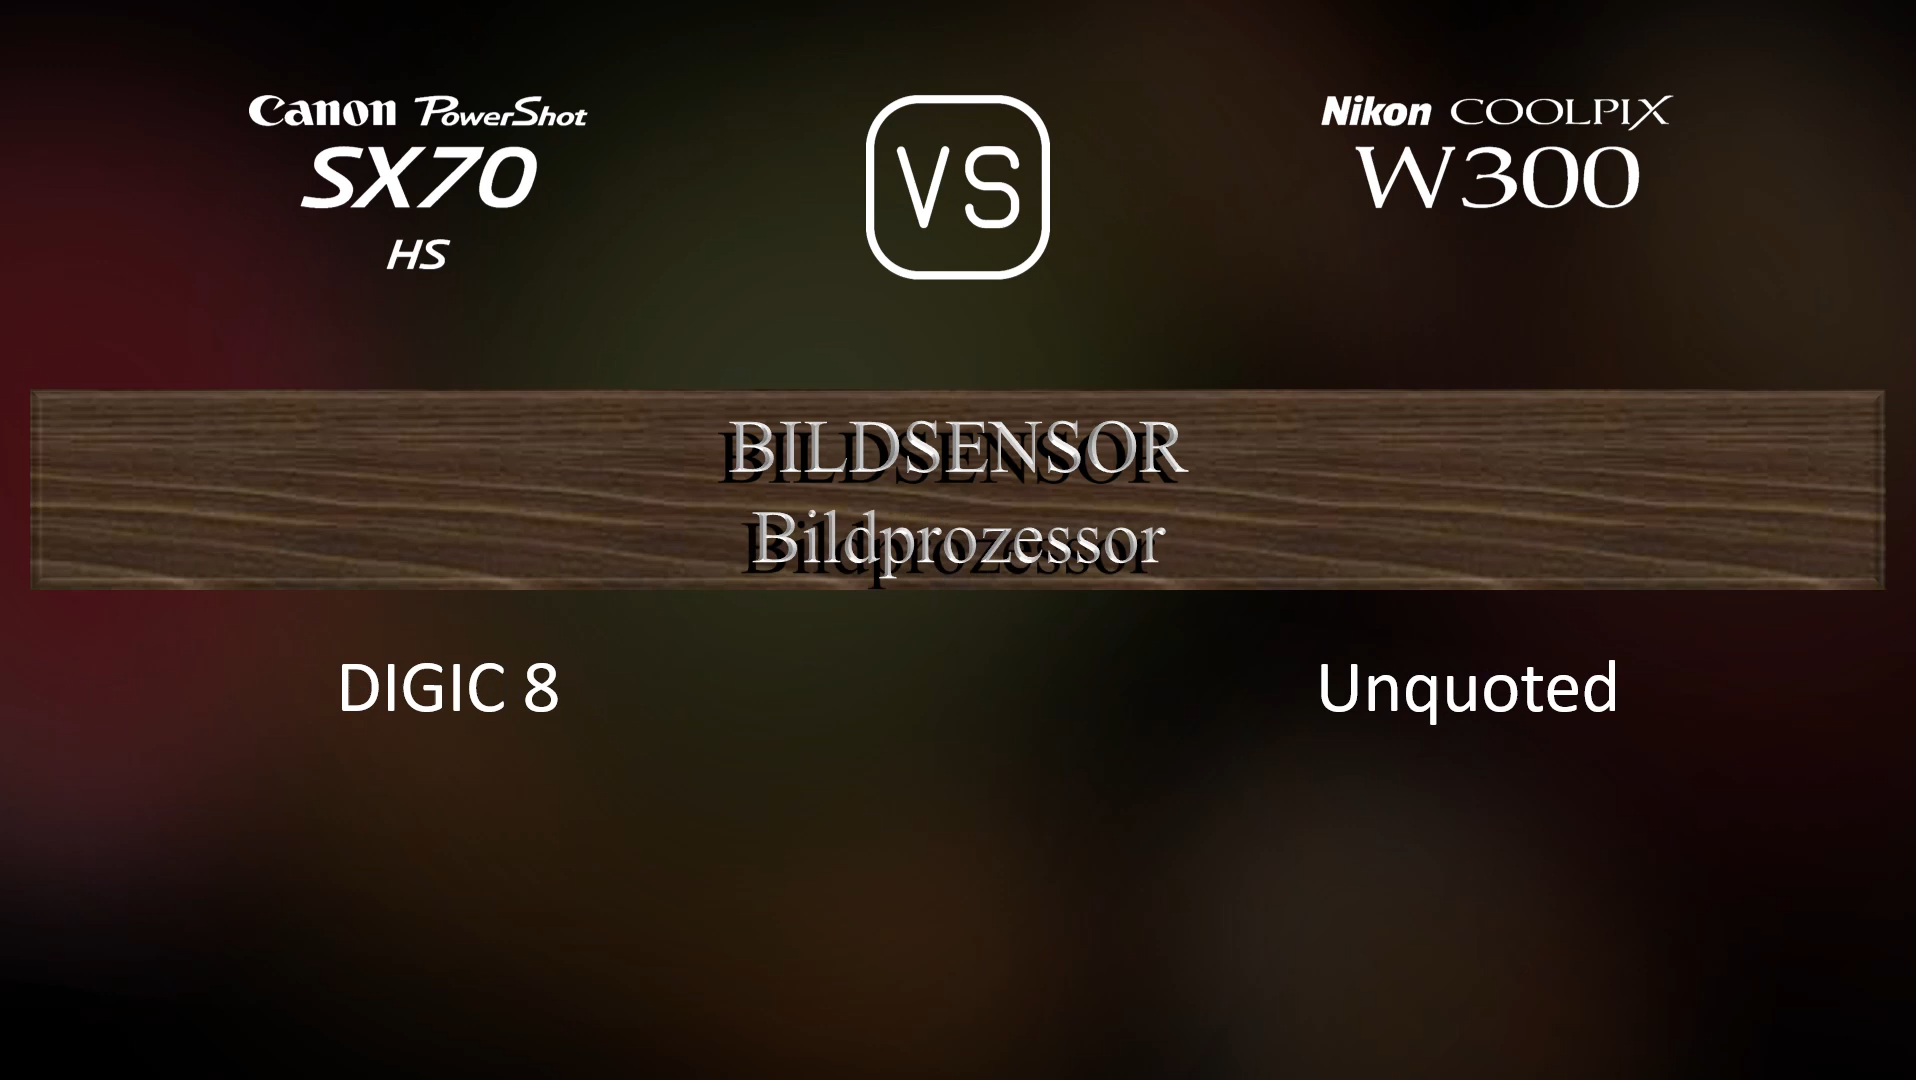 Canon PowerShot
SX70
HS
VS
Nikon COOLPIX
W300
BILDSENSOR
Bildprozessor
DIGIC 8
Unquoted